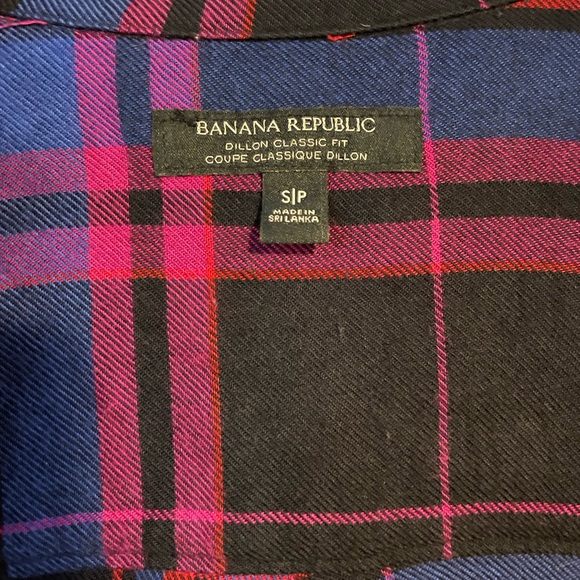 BANANA REPUBLIC
DILLON CLASSIC FIT
COUPE CLASSIQUE DILLON
S|P
MADE IN
SRI LANKA